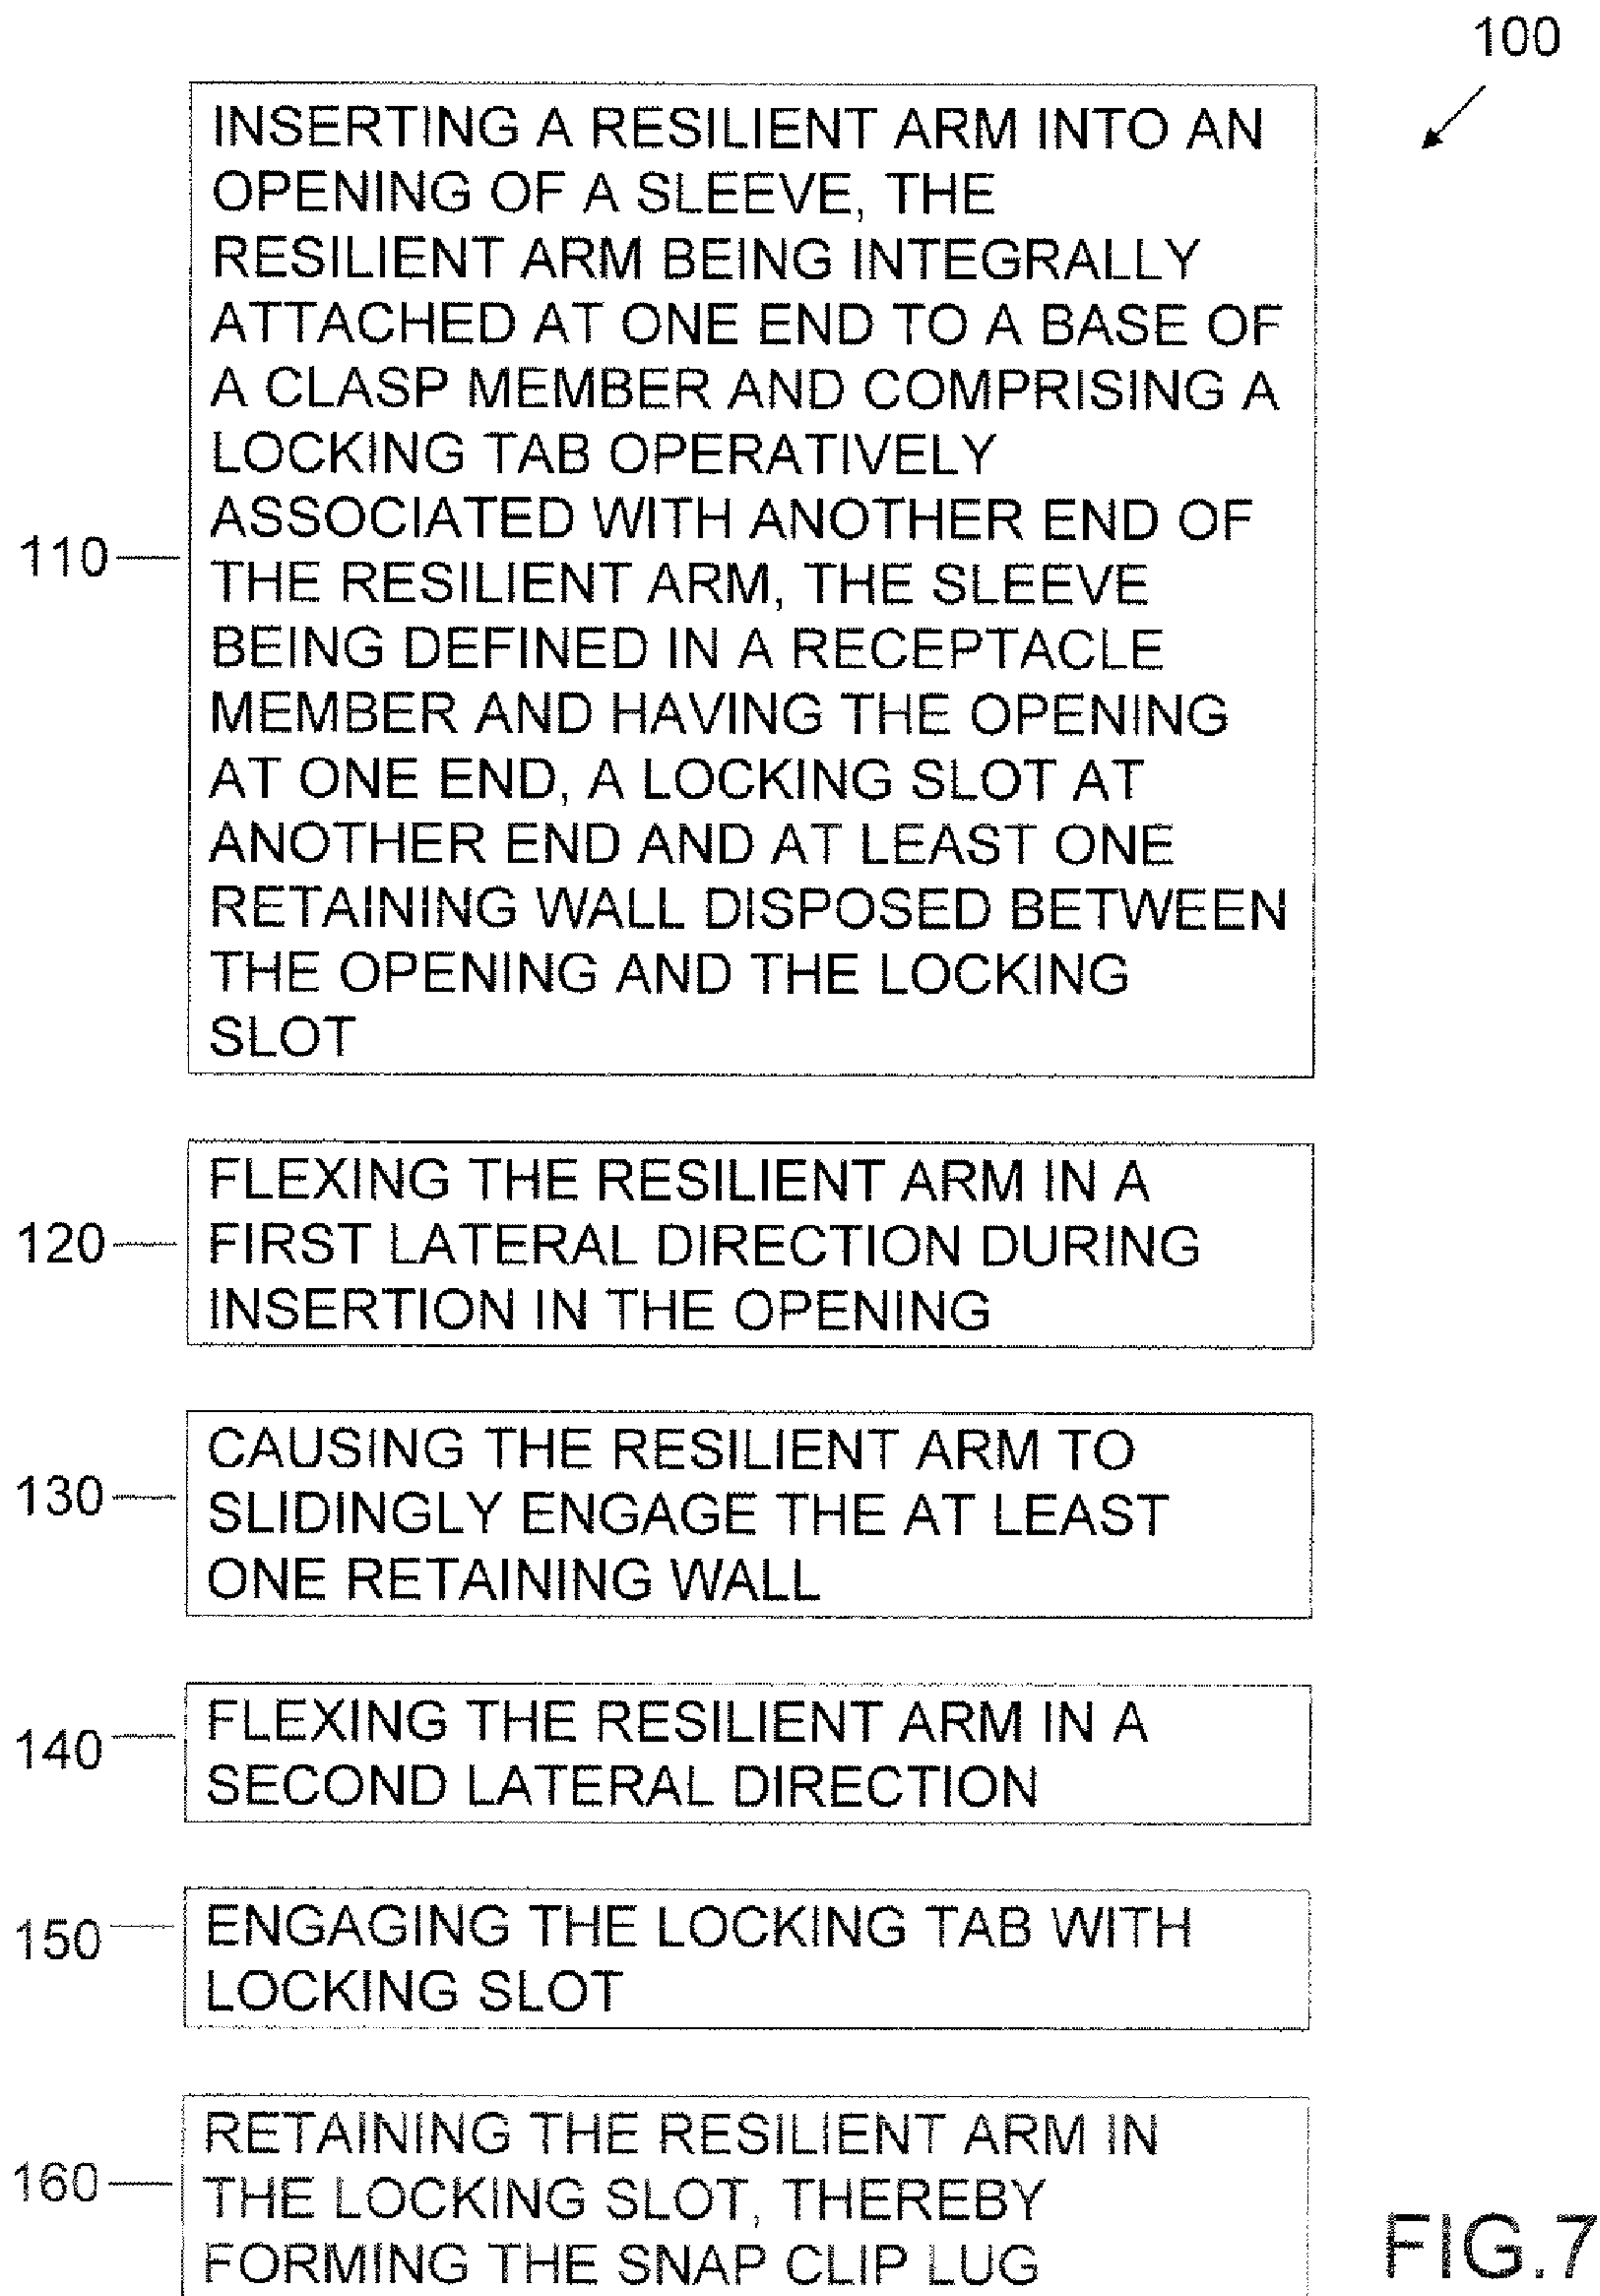 100
INSERTING A RESILIENT ARM INTO AN
OPENING OF A SLEEVE, THE
RESILIENT ARM BEING INTEGRALLY
ATTACHED AT ONE END TO A BASE OF
A CLASP MEMBER AND COMPRISING A
LOCKING TAB OPERATIVELY
ASSOCIATED WITH ANOTHER END OF
110
THE RESILIENT ARM, THE SLEEVE
BEING DEFINED IN A RECEPTACLE
MEMBER AND HAVING THE OPENING
AT ONE END, A LOCKING SLOT AT
ANOTHER END AND AT LEAST ONE
RETAINING WALL DISPOSED BETWEEN
THE OPENING AND THE LOCKING
SLOT
FLEXING THE RESILIENT ARM IN A
120
FIRST LATERAL DIRECTION DURING
INSERTION IN THE OPENING
CAUSING THE RESILIENT ARM TO
130
SLIDINGLY ENGAGE THE AT LEAST
ONE RETAINING WALL
FLEXING THE RESILIENT ARM IN A
140
SECOND LATERAL DIRECTION
150
ENGAGING THE LOCKING TAB WITH
LOCKING SLOT
RETAINING THE RESILIENT ARM IN
160
THE LOCKING SLOT, THEREBY
FORMING THE SNAP CLIP LUG
FIG.7